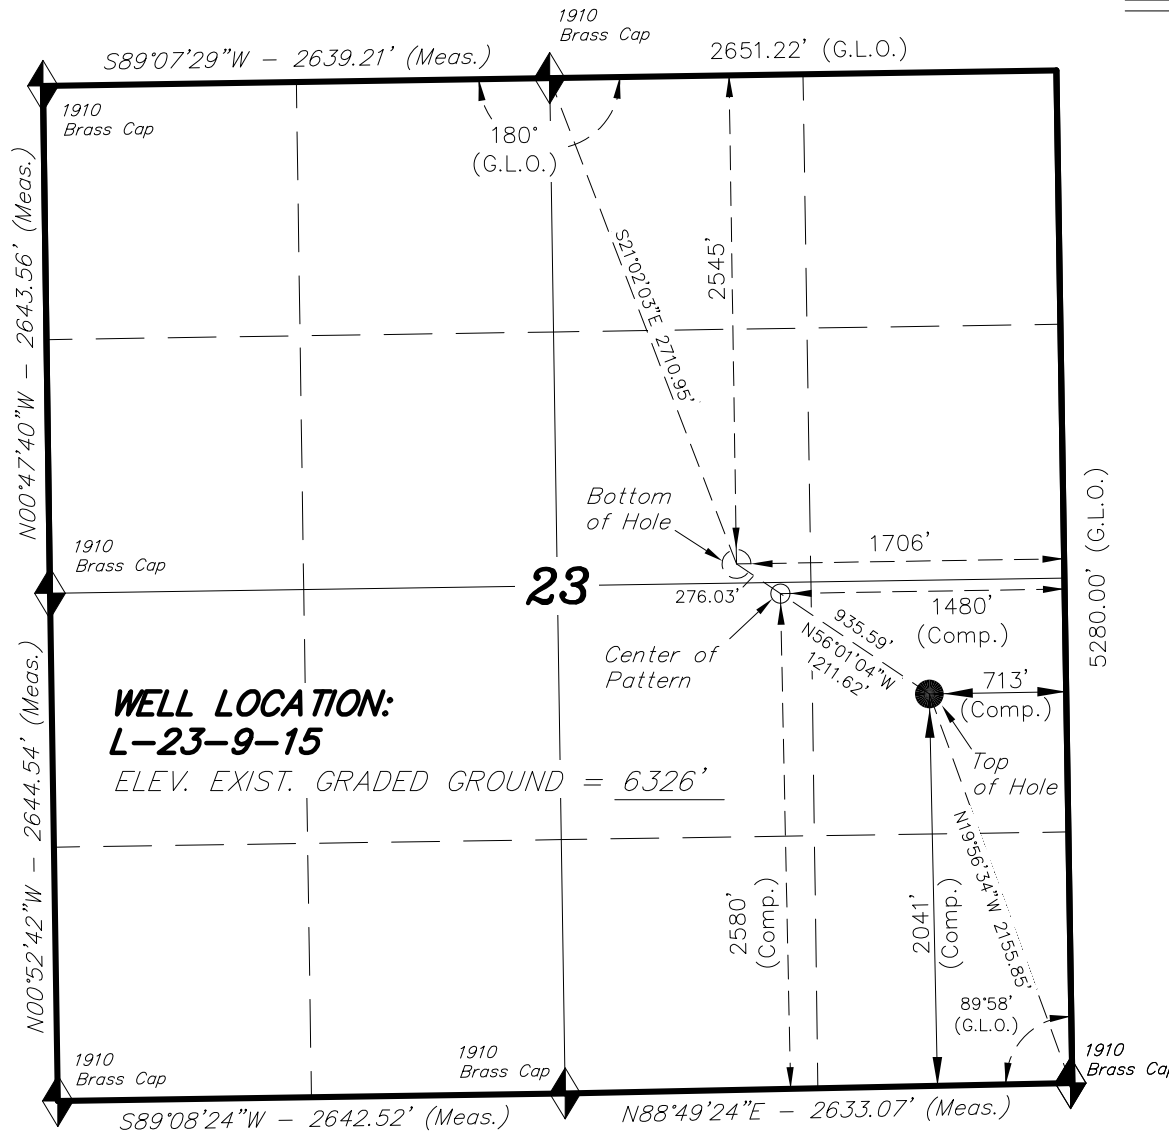 1910
Brass Cap
S89°07'29"W - 2639.21' (Meas.)
2651.22' (G.L.O.)
1910
Brass Cap
180°
(G.L.O.)
N00°47'40"W - 2643.56' (Meas.)
S21°02'03"E 2710.95'
2545'
Bottom
of Hole
1706'
5280.00' (G.L.O.)
1910
Brass Cap
23
276.03'
1480'
(Comp.)
935.59'
N56°01'04"W
1211.62'
Center of
Pattern
713'
(Comp.)
WELL LOCATION:
L-23-9-15
ELEV. EXIST. GRADED GROUND = 6326'
Top
of Hole
N00°52'42"W - 2644.54' (Meas.)
N19°56'34"W 2155.85'
2580'
(Comp.)
2041'
(Comp.)
89°58'
(G.L.O.)
1910
Brass Cap
1910
Brass Cap
1910
Brass Cap
S89°08'24"W - 2642.52' (Meas.)
N88°49'24"E - 2633.07' (Meas.)